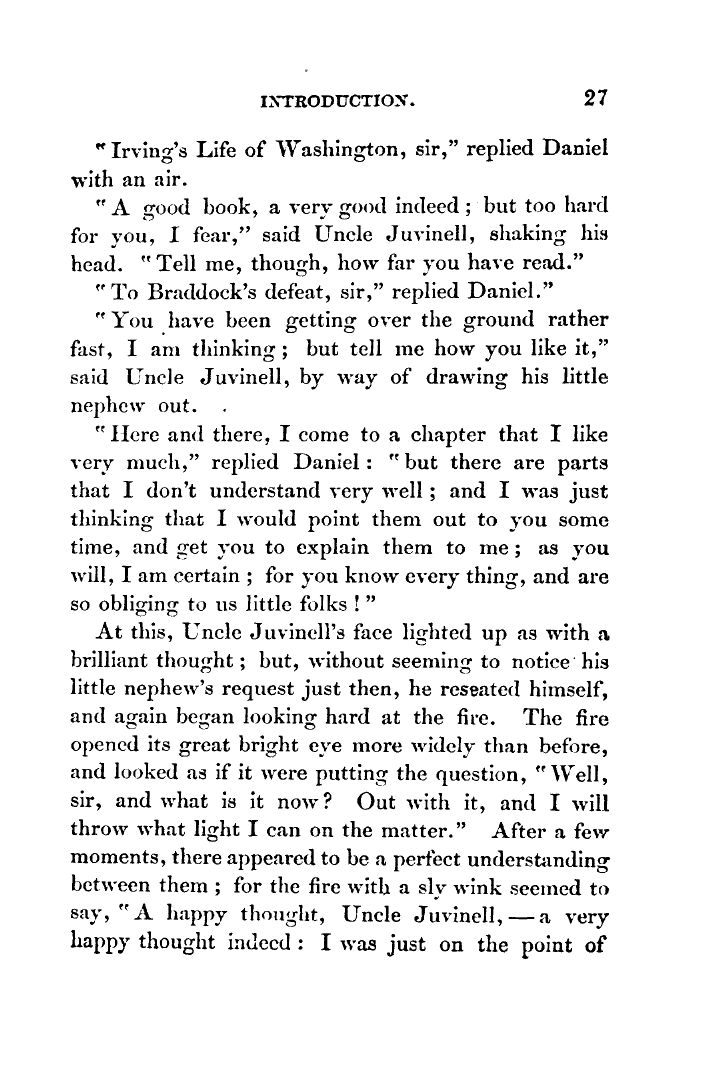 INTRODUCTION. 27
"Irving's Life of Washington, sir," replied Daniel
with an air.
"A good book, a very good indeed; but too hard
for you, I fear," said Uncle Juvinell, shaking his
head. "Tell me, though, how far you have read."
"To Braddock's defeat, sir," replied Daniel."
"You have been getting over the ground rather
fast, I am thinking; but tell me how you like it,"
said Uncle Juvinell, by way of drawing his little
nephew out.
"Here and there, I come to a chapter that I like
very much," replied Daniel: "but there are parts
that I don't understand very well; and I was just
thinking that I would point them out to you some
time, and get you to explain them to me; as you
will, I am certain; for you know every thing, and are
so obliging to us little folks!"
At this, Uncle Juvinell's face lighted up as with a
brilliant thought; but, without seeming to notice his
little nephew's request just then, he reseated himself,
and again began looking hard at the fire. The fire
opened its great bright eye more widely than before,
and looked as if it were putting the question, "Well,
sir, and what is it now? Out with it, and I will
throw what light I can on the matter." After a few
moments, there appeared to be a perfect understanding
between them; for the fire with a sly wink seemed to
say, "A happy thought, Uncle Juvinell,—a very
happy thought indeed: I was just on the point of